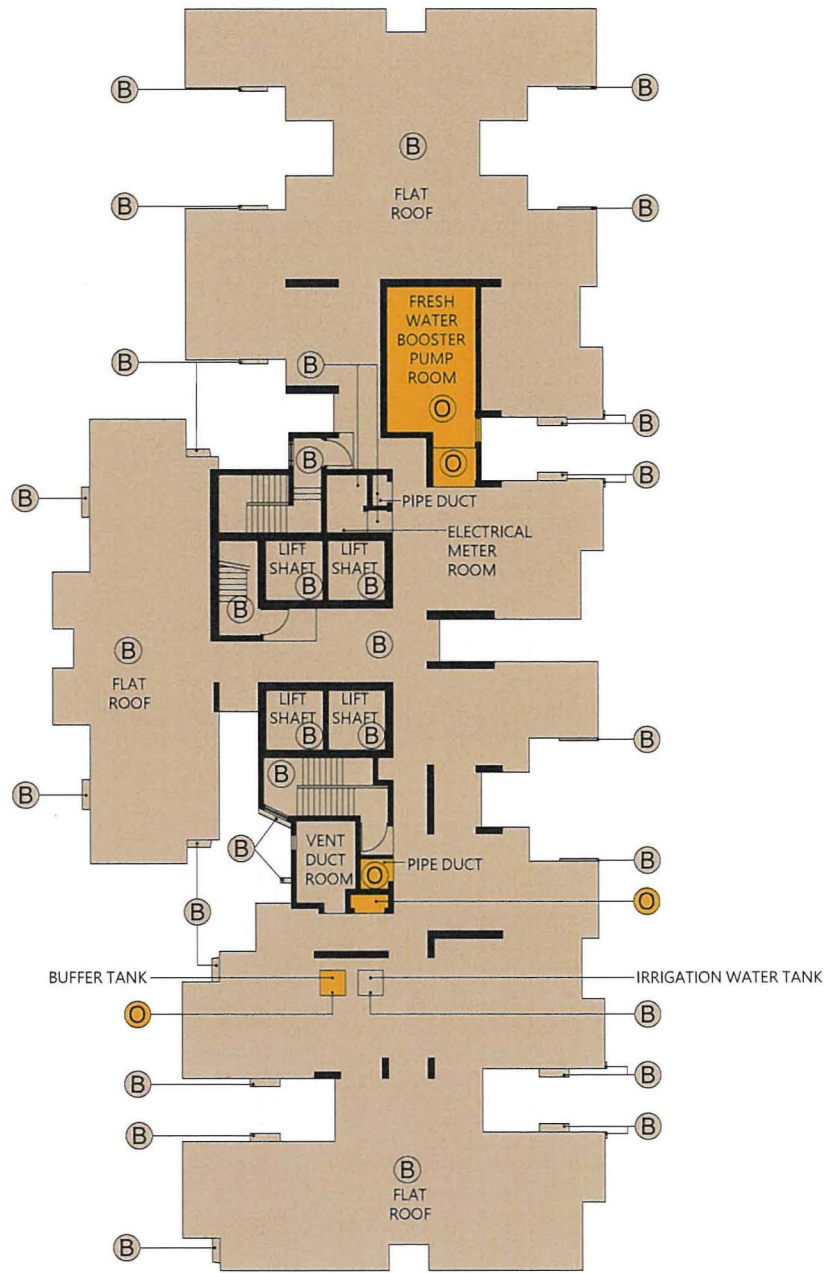 B
B
B
FLAT
ROOF
B
B
FRESH
WATER
BOOSTER
PUMP
ROOM
B
B
O
B
B
O
B
B
PIPE DUCT
ELECTRICAL
METER
ROOM
LIFT
SHAFT
B
LIFT
SHAFT
B
B
B
B
FLAT
ROOF
LIFT
SHAFT
B
LIFT
SHAFT
B
B
B
B
VENT
DUCT
ROOM
B
PIPE DUCT
O
B
O
B
BUFFER TANK
IRRIGATION WATER TANK
O
B
B
B
B
B
B
FLAT
ROOF
B